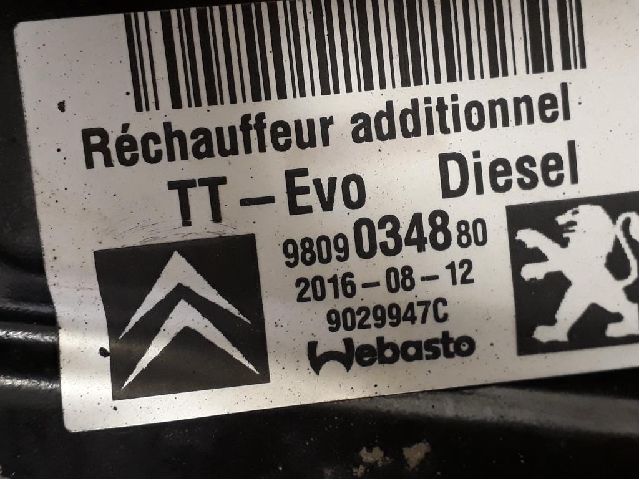 Réchauffeur additionnel
TT-Evo Diesel
9809034880
2016-08-12
9029947C
Webasto